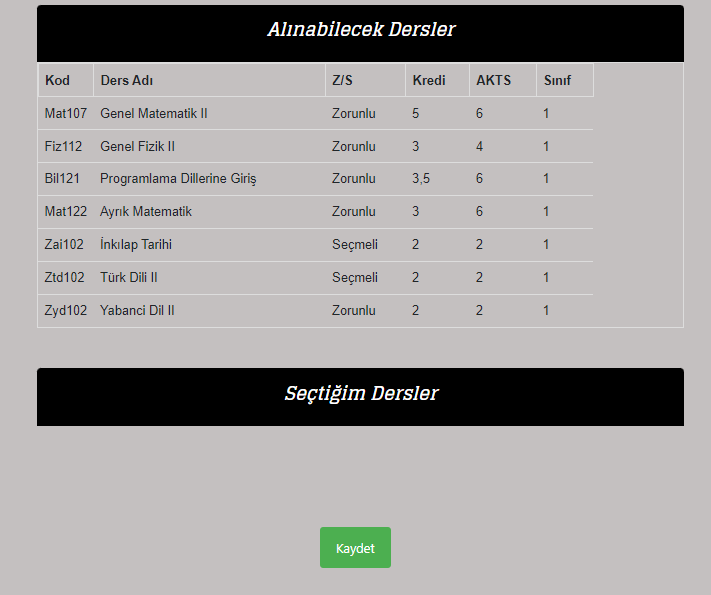 Alınabilecek Dersler
Kod Ders Adı Z/S Kredi AKTS Sınıf
Mat107 Genel Matematik II Zorunlu 5 6 1
Fiz112 Genel Fizik II Zorunlu 3 4 1
Bil121 Programlama Dillerine Giriş Zorunlu 3,5 6 1
Mat122 Ayrık Matematik Zorunlu 3 6 1
Zai102 İnkılap Tarihi Seçmeli 2 2 1
Ztd102 Türk Dili II Seçmeli 2 2 1
Zyd102 Yabanci Dil II Zorunlu 2 2 1
Seçtiğim Dersler
Kaydet